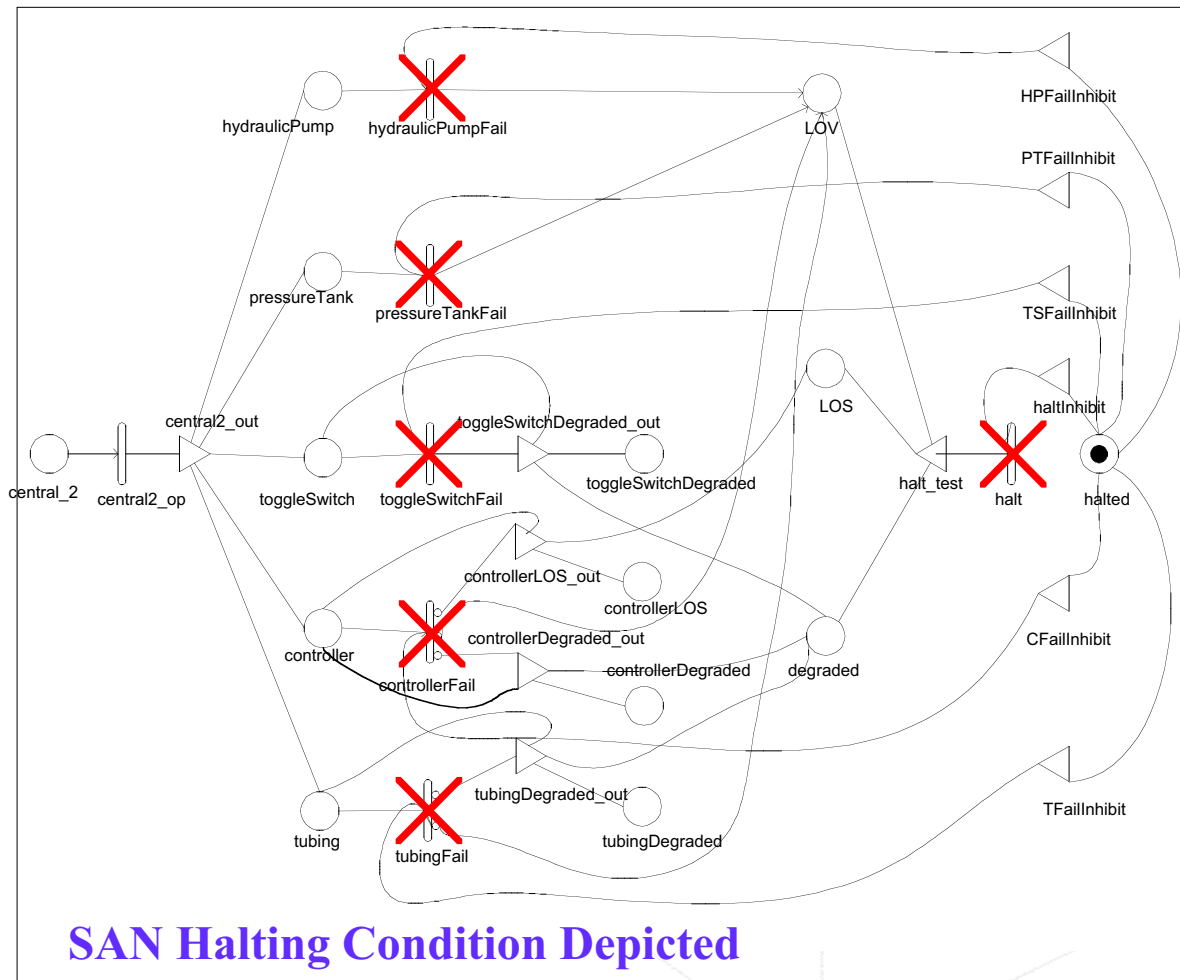 HPFailInhibit
hydraulicPump
hydraulicPumpFail
LOV
PTFailInhibit
pressureTank
pressureTankFail
TSFailInhibit
LOS
haltInhibit
central2_out
toggleSwitchDegraded_out
central_2
central2_op
toggleSwitch
toggleSwitchFail
toggleSwitchDegraded
halt_test
halt
halted
controllerLOS_out
controllerLOS
controllerDegraded_out
controller
controllerFail
controllerDegraded
degraded
CFailInhibit
tubingDegraded_out
tubing
tubingFail
tubingDegraded
TFailInhibit
SAN Halting Condition Depicted